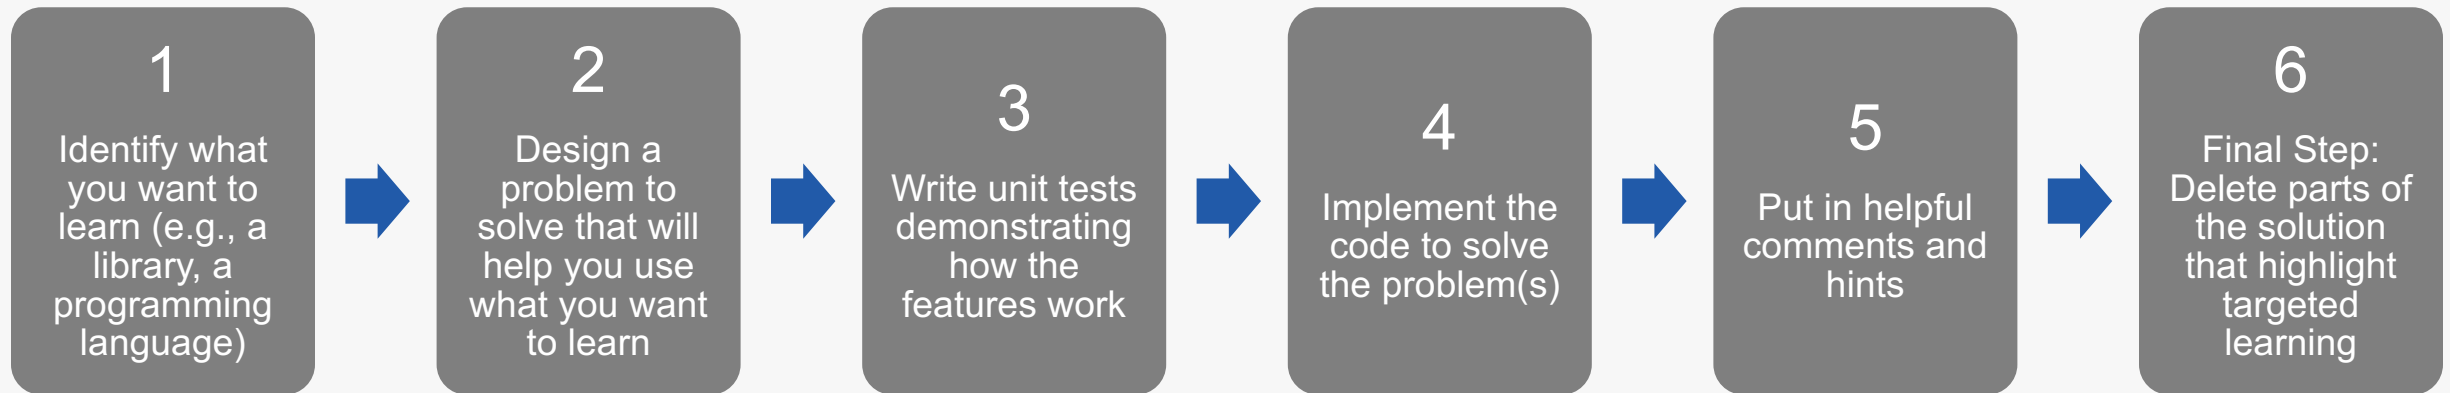 1
Identify what
you want to
learn (e.g., a
library, a
programming
language)
2
Design a
problem to
solve that will
help you use
what you want
to learn
3
Write unit tests
demonstrating
how the
features work
4
Implement the
code to solve
the problem(s)
5
Put in helpful
comments and
hints
6
Final Step:
Delete parts of
the solution
that highlight
targeted
learning